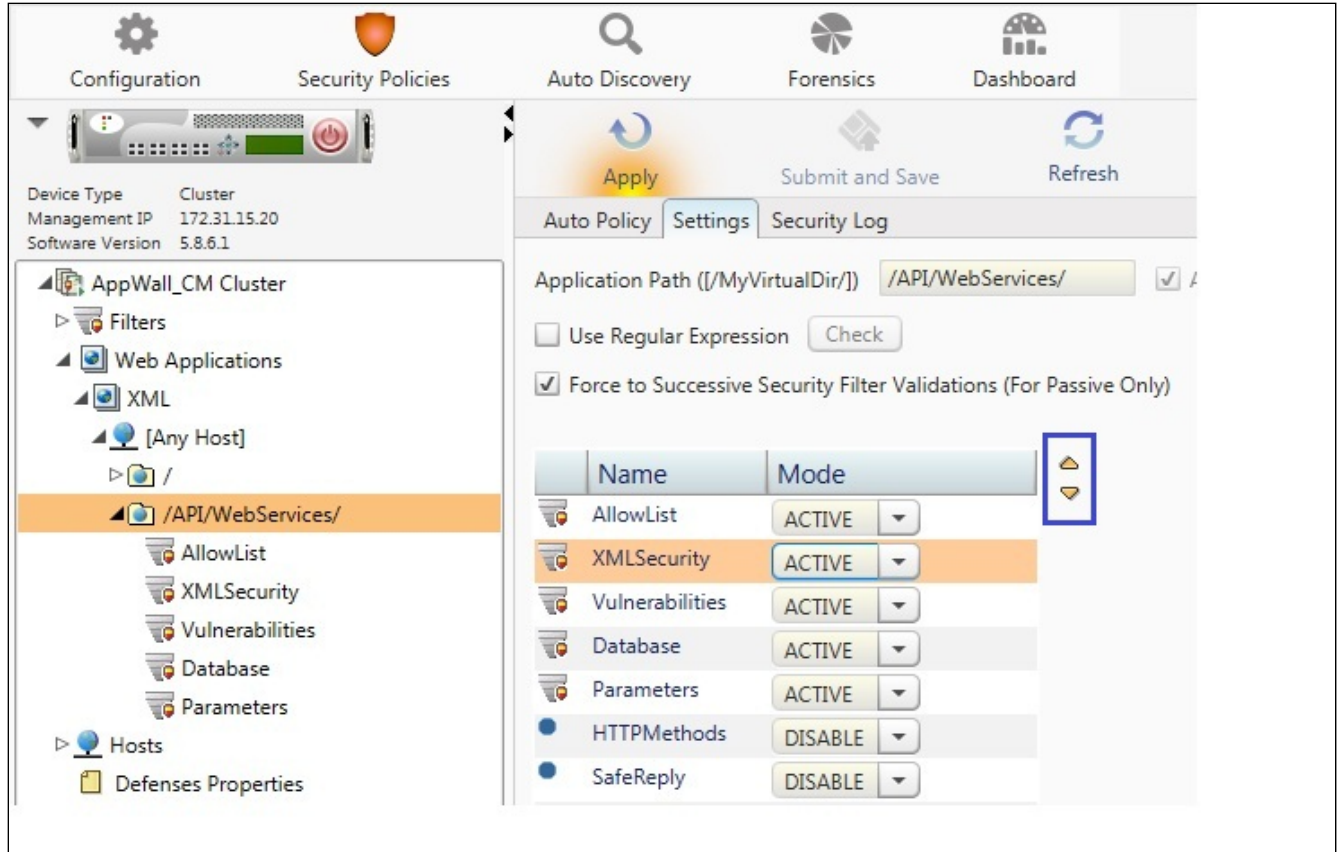 Configuration
Security Policies
Auto Discovery
Forensics
Dashboard
Device Type Cluster
Management IP 172.31.15.20
Software Version 5.8.6.1
AppWall_CM Cluster
Filters
Web Applications
XML
[Any Host]
/
/API/WebServices/
AllowList
XMLSecurity
Vulnerabilities
Database
Parameters
Hosts
Defenses Properties
Apply
Submit and Save
Refresh
Auto Policy
Settings
Security Log
Application Path ([/MyVirtualDir/]) /API/WebServices/
Use Regular Expression Check
Force to Successive Security Filter Validations (For Passive Only)
Name Mode
AllowList ACTIVE
XMLSecurity ACTIVE
Vulnerabilities ACTIVE
Database ACTIVE
Parameters ACTIVE
HTTPMethods DISABLE
SafeReply DISABLE